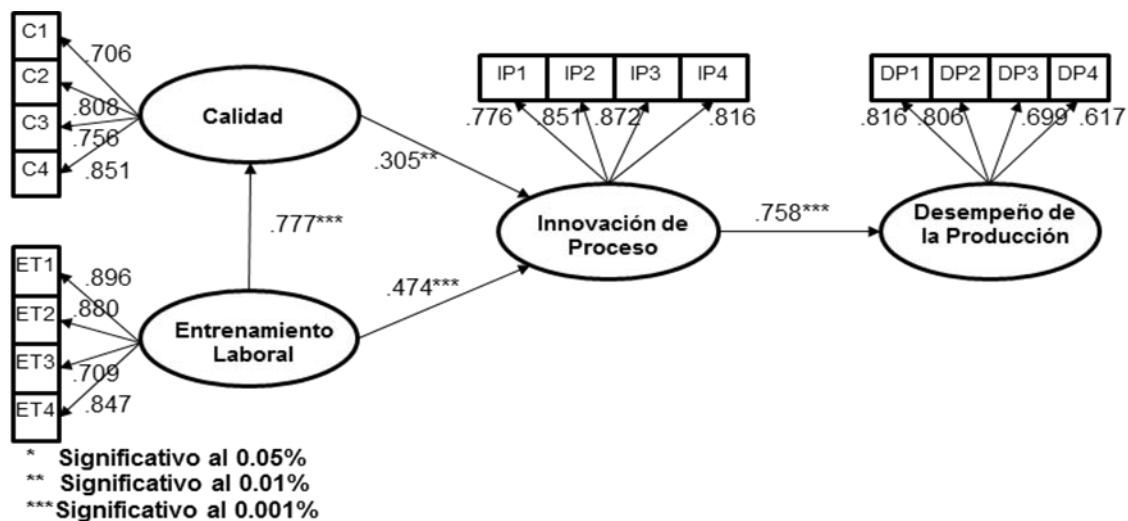 C1
C2
C3
C4
.706
.808
.756
.851
Calidad
IP1 IP2 IP3 IP4
.776 .851 .872 .816
DP1 DP2 DP3 DP4
.816 .806 .699 .617
.305**
.777***
Innovación de
Proceso
.758***
Desempeño de
la Producción
.474***
ET1
ET2
ET3
ET4
.896
.880
.709
.847
Entrenamiento
Laboral
* Significativo al 0.05%
** Significativo al 0.01%
***Significativo al 0.001%